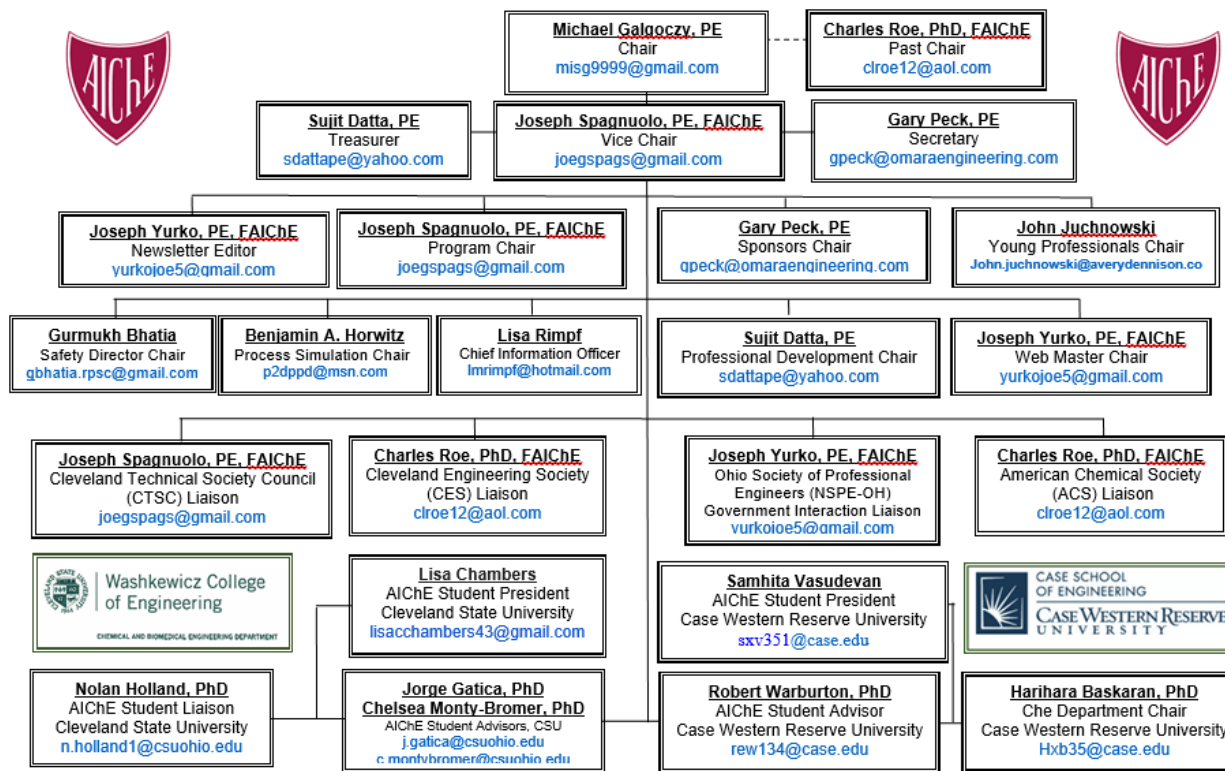 AIChE
Michael Galgoczy, PE
Chair
misg9999@gmail.com
Charles Roe, PhD, FAIChE
Past Chair
clroe12@aol.com
AIChE
Sujit Datta, PE
Treasurer
sdattape@yahoo.com
Joseph Spagnuolo, PE, FAIChE
Vice Chair
joegspags@gmail.com
Gary Peck, PE
Secretary
gpeck@omaraengineering.com
Joseph Yurko, PE, FAIChE
Newsletter Editor
yurkojoe5@gmail.com
Joseph Spagnuolo, PE, FAIChE
Program Chair
joegspags@gmail.com
Gary Peck, PE
Sponsors Chair
gpeck@omaraengineering.com
John Juchnowski
Young Professionals Chair
John.juchnowski@averydennison.co
Gurmukh Bhatia
Safety Director Chair
gbhatia.rpsc@gmail.com
Benjamin A. Horwitz
Process Simulation Chair
p2dppd@msn.com
Lisa Rimpf
Chief Information Officer
lmrimpf@hotmail.com
Sujit Datta, PE
Professional Development Chair
sdattape@yahoo.com
Joseph Yurko, PE, FAIChE
Web Master Chair
yurkojoe5@gmail.com
Joseph Spagnuolo, PE, FAIChE
Cleveland Technical Society Council
(CTSC) Liaison
joegspags@gmail.com
Charles Roe, PhD, FAIChE
Cleveland Engineering Society
(CES) Liaison
clroe12@aol.com
Joseph Yurko, PE, FAIChE
Ohio Society of Professional
Engineers (NSPE-OH)
Government Interaction Liaison
yurkojoe5@gmail.com
Charles Roe, PhD, FAIChE
American Chemical Society
(ACS) Liaison
clroe12@aol.com
Washkewicz College
of Engineering
CHEMICAL AND BIOMEDICAL ENGINEERING DEPARTMENT
Lisa Chambers
AIChE Student President
Cleveland State University
lisacchambers43@gmail.com
Samhita Vasudevan
AIChE Student President
Case Western Reserve University
sxv351@case.edu
CASE SCHOOL
OF ENGINEERING
CASE WESTERN RESERVE
UNIVERSITY
Nolan Holland, PhD
AIChE Student Liaison
Cleveland State University
n.holland1@csuohio.edu
Jorge Gatica, PhD
Chelsea Monty-Bromer, PhD
AIChE Student Advisors, CSU
j.gatica@csuohio.edu
c.montybromer@csuohio.edu
Robert Warburton, PhD
AIChE Student Advisor
Case Western Reserve University
rew134@case.edu
Harihara Baskaran, PhD
Che Department Chair
Case Western Reserve University
Hxb35@case.edu